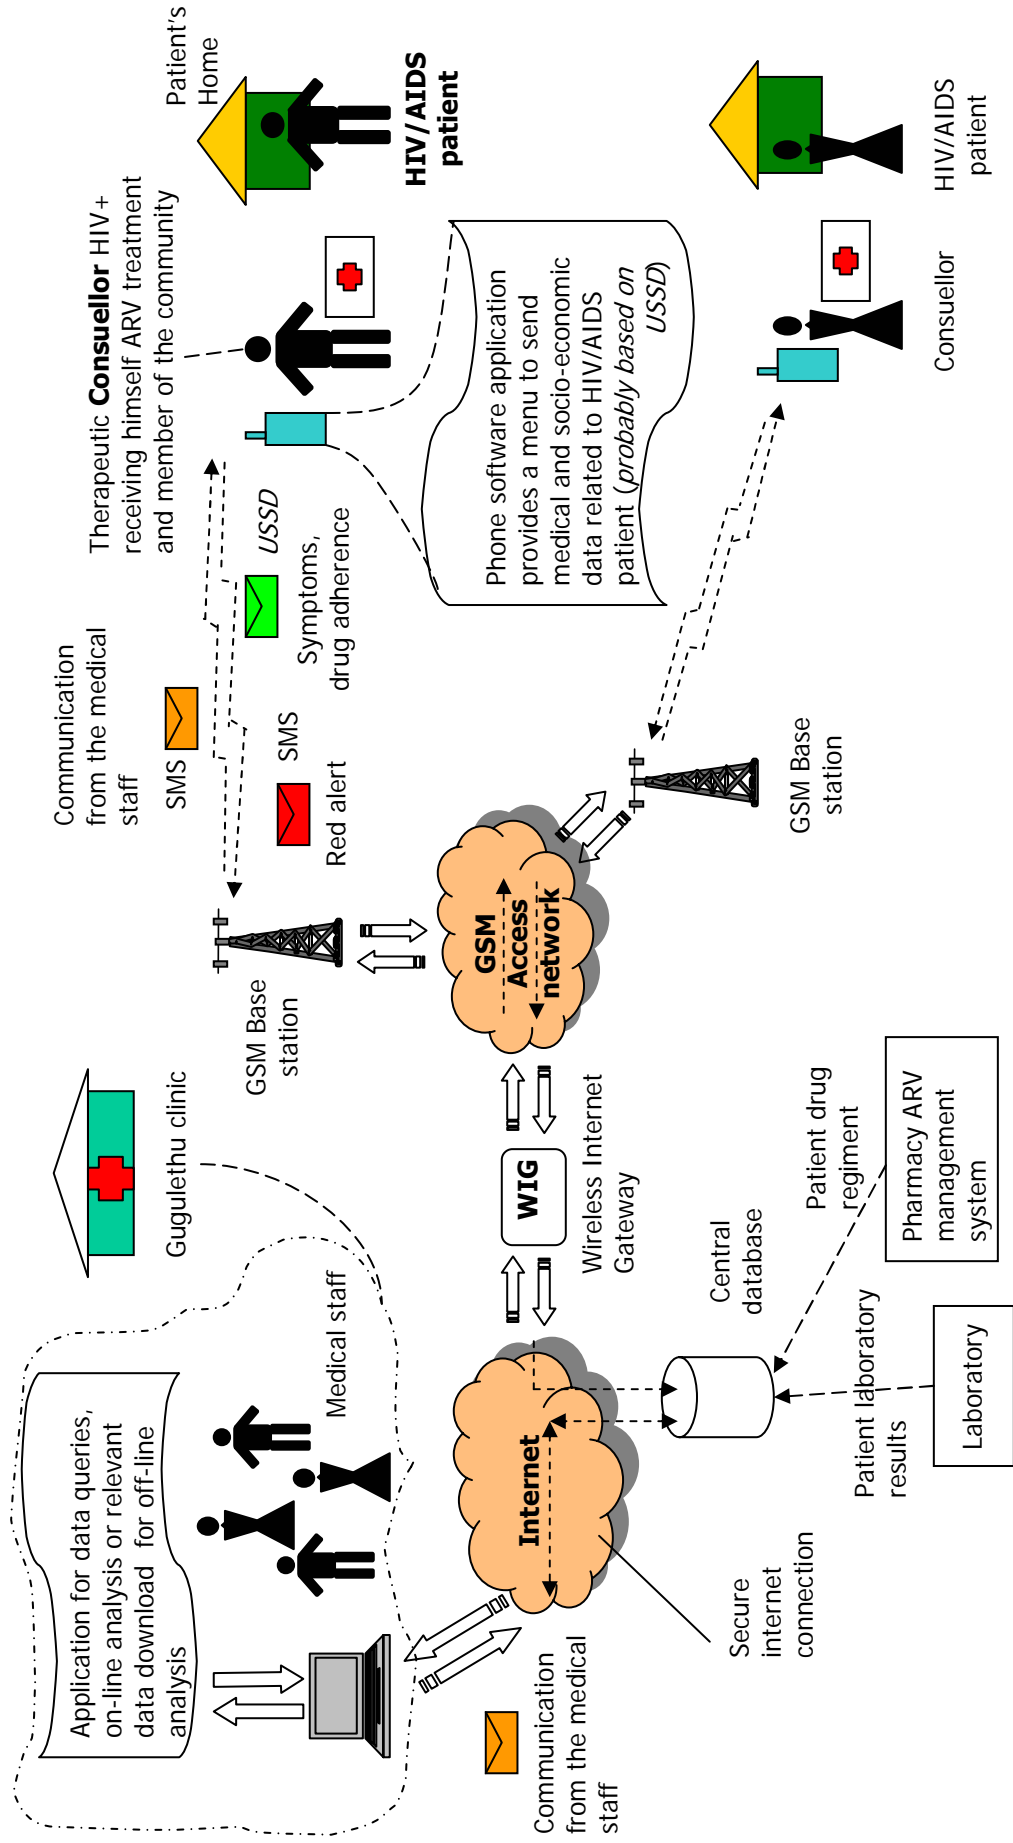 Application for data queries,
on-line analysis or relevant
data download for off-line
analysis
Medical staff
Gugulethu clinic
Communication
from the medical
staff
SMS
SMS
Red alert
USSD
Symptoms,
drug adherence
Therapeutic Consuellor HIV+
receiving himself ARV treatment
and member of the community
Patient's
Home
HIV/AIDS
patient
GSM Base
station
Phone software application
provides a menu to send
medical and socio-economic
data related to HIV/AIDS
patient (probably based on
USSD)
Communication
from the medical
staff
Internet
WIG
Wireless Internet
Gateway
GSM
Access
network
GSM Base
station
Consuellor
HIV/AIDS
patient
Secure
internet
connection
Central
database
Patient laboratory
results
Laboratory
Patient drug
regiment
Pharmacy ARV
management
system